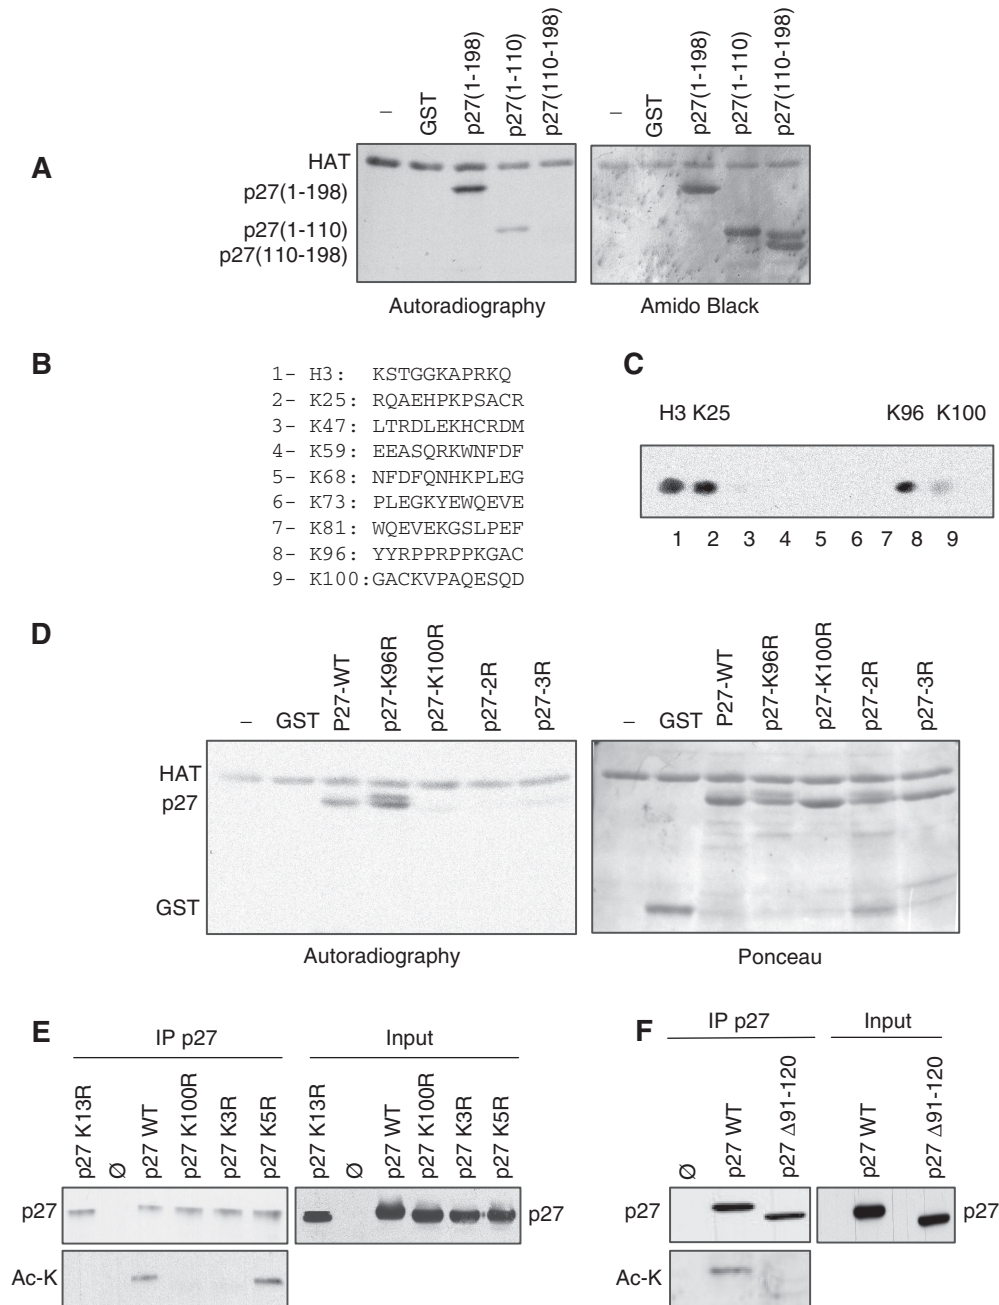 A
– GST p27(1-198) p27(1-110) p27(110-198)
– GST p27(1-198) p27(1-110) p27(110-198)
HAT
p27(1-198)
p27(1-110)
p27(110-198)
Autoradiography
Amido Black
B
1- H3: KSTGGKAPRKQ
2- K25: RQAEHPKPSACR
3- K47: LTRDLEKHCRDM
4- K59: EEASQRKWNFDF
5- K68: NFDFQNHKPLEG
6- K73: PLEGKYEWQEVE
7- K81: WQEVEKGSLPEF
8- K96: YYRPPRPPKGAC
9- K100:GACKVPAQESQD
C
H3 K25 K96 K100
1 2 3 4 5 6 7 8 9
D
– GST P27-WT p27-K96R p27-K100R p27-2R p27-3R
– GST P27-WT p27-K96R p27-K100R p27-2R p27-3R
HAT
p27
GST
Autoradiography
Ponceau
E
IP p27
Input
p27 K13R Ø p27 WT p27 K100R p27 K3R p27 K5R
p27 K13R Ø p27 WT p27 K100R p27 K3R p27 K5R
p27
p27
Ac-K
F
IP p27
Input
Ø p27 WT p27 Δ91-120
p27 WT p27 Δ91-120
p27
p27
Ac-K